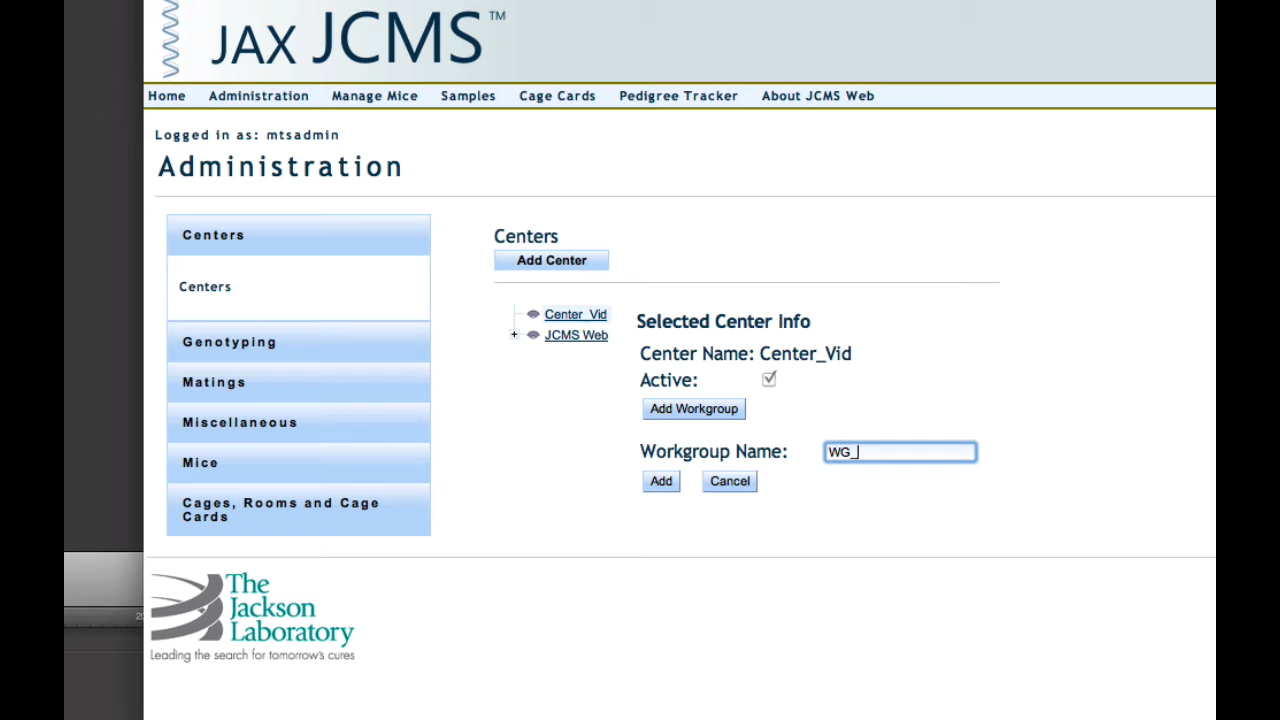 JAX JCMS™
Home Administration Manage Mice Samples Cage Cards Pedigree Tracker About JCMS Web
Logged in as: mtsadmin
Administration
Centers
Centers
Genotyping
Matings
Miscellaneous
Mice
Cages, Rooms and Cage
Cards
Centers
Add Center
Center_Vid
+ JCMS Web
Selected Center Info
Center Name: Center_Vid
Active:
Add Workgroup
Workgroup Name: WG_
Add Cancel
The
Jackson
Laboratory
Leading the search for tomorrow's cures